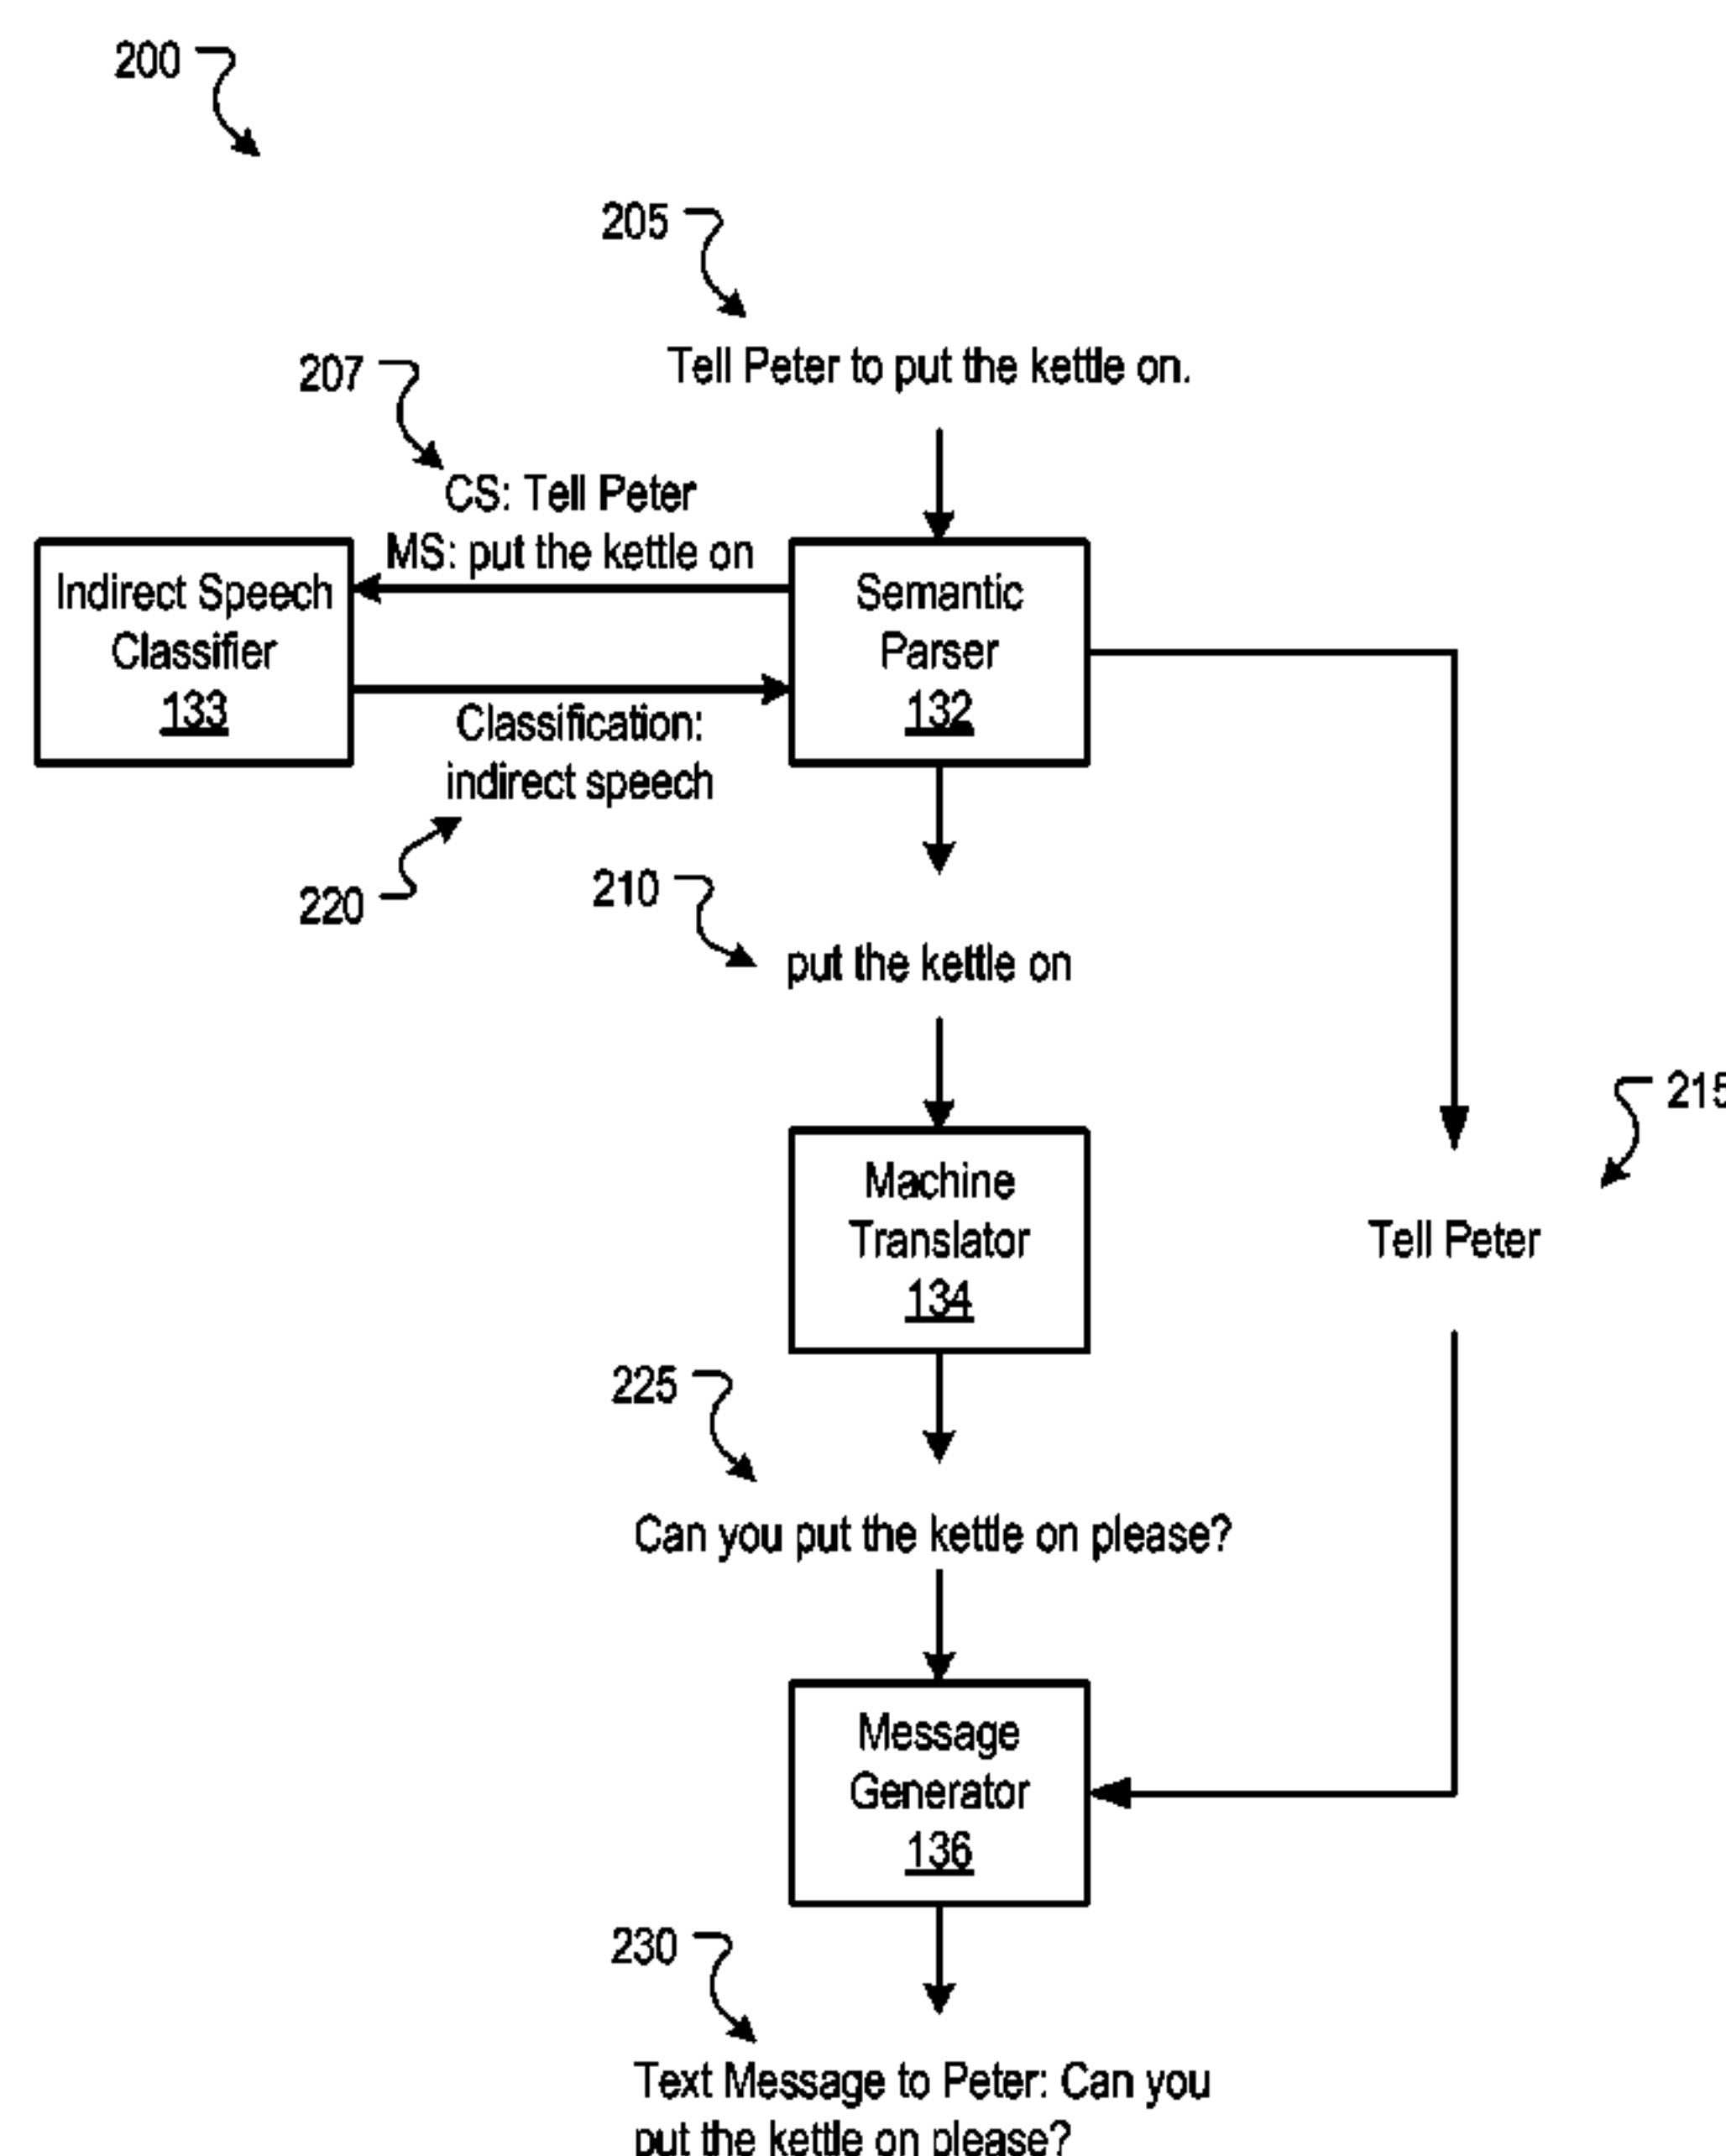 200
205
Tell Peter to put the kettle on.
207
CS: Tell Peter
MS: put the kettle on
Indirect Speech
Classifier
133
Semantic
Parser
132
Classification:
indirect speech
220
210
put the kettle on
215
Machine
Translator
134
Tell Peter
225
Can you put the kettle on please?
Message
Generator
136
230
Text Message to Peter: Can you
put the kettle on please?